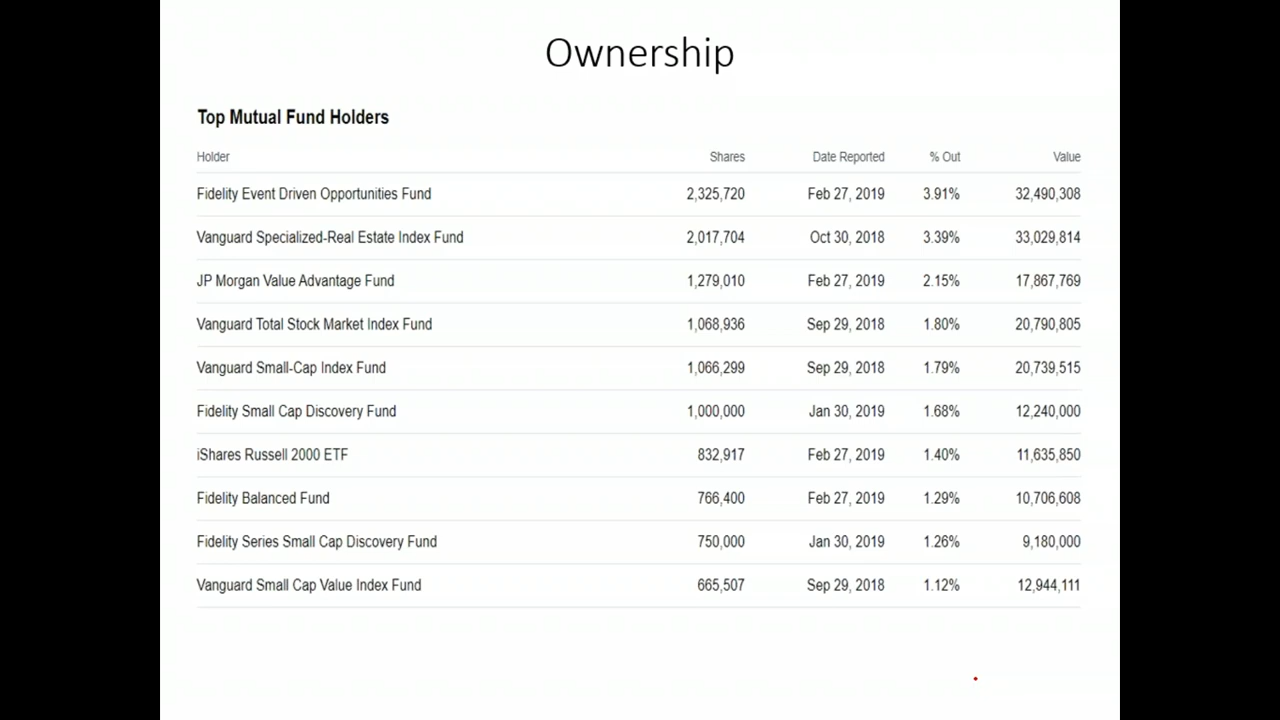 Ownership
Top Mutual Fund Holders
Holder Shares Date Reported % Out Value
Fidelity Event Driven Opportunities Fund 2,325,720 Feb 27, 2019 3.91% 32,490,308
Vanguard Specialized-Real Estate Index Fund 2,017,704 Oct 30, 2018 3.39% 33,029,814
JP Morgan Value Advantage Fund 1,279,010 Feb 27, 2019 2.15% 17,867,769
Vanguard Total Stock Market Index Fund 1,068,936 Sep 29, 2018 1.80% 20,790,805
Vanguard Small-Cap Index Fund 1,066,299 Sep 29, 2018 1.79% 20,739,515
Fidelity Small Cap Discovery Fund 1,000,000 Jan 30, 2019 1.68% 12,240,000
iShares Russell 2000 ETF 832,917 Feb 27, 2019 1.40% 11,635,850
Fidelity Balanced Fund 766,400 Feb 27, 2019 1.29% 10,706,608
Fidelity Series Small Cap Discovery Fund 750,000 Jan 30, 2019 1.26% 9,180,000
Vanguard Small Cap Value Index Fund 665,507 Sep 29, 2018 1.12% 12,944,111